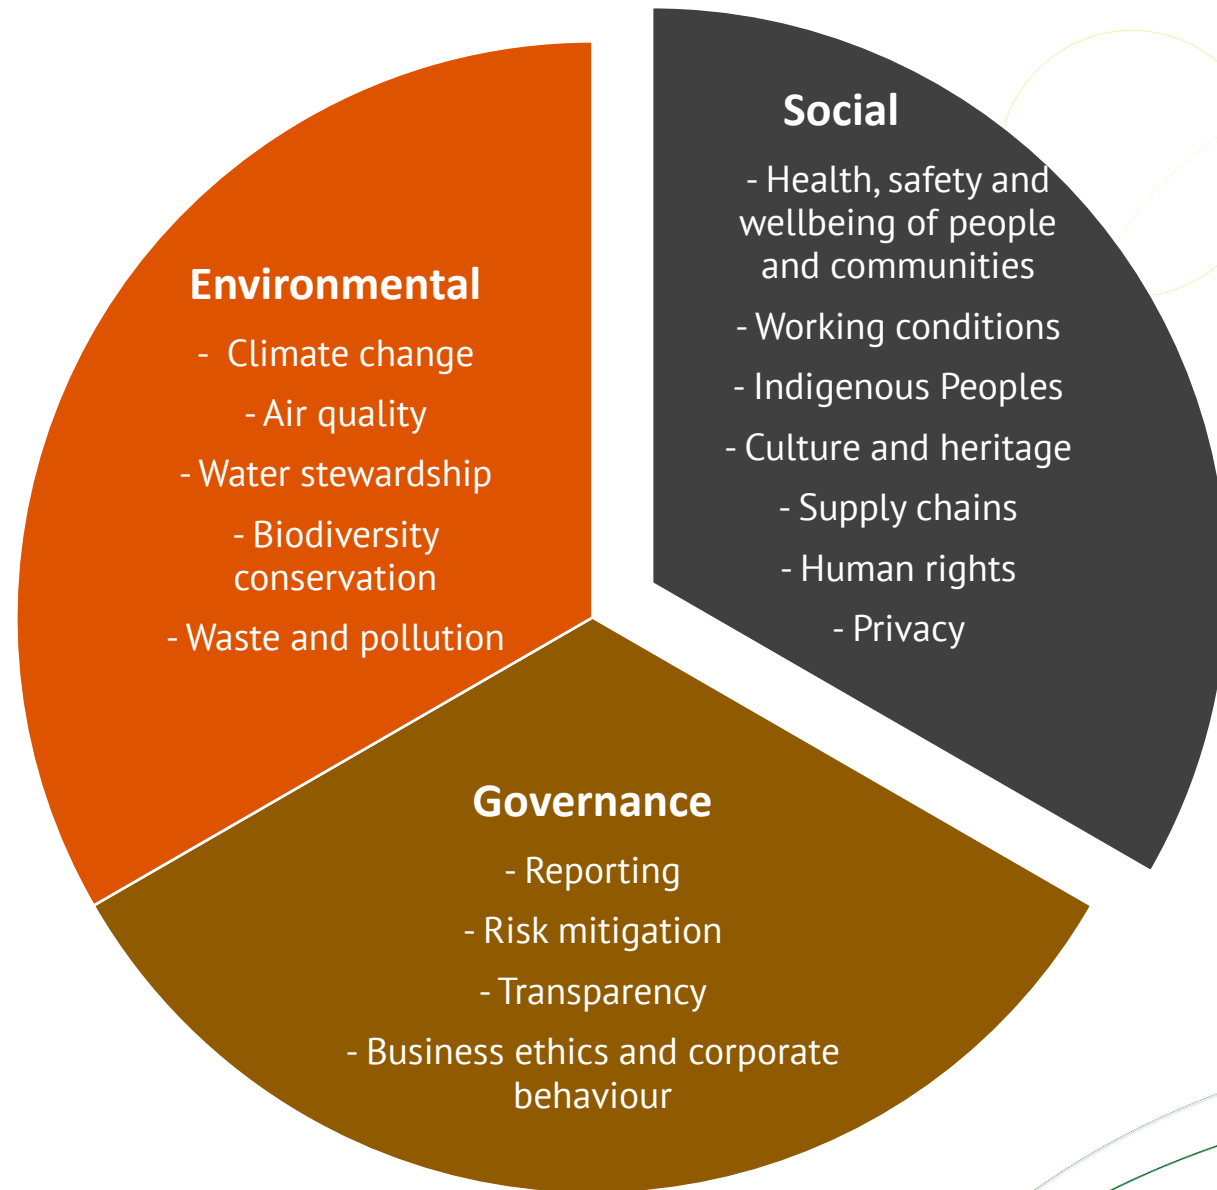 Social
- Health, safety and
wellbeing of people
and communities
- Working conditions
- Indigenous Peoples
- Culture and heritage
- Supply chains
- Human rights
- Privacy
Environmental
-  Climate change
- Air quality
- Water stewardship
- Biodiversity
conservation
- Waste and pollution
Governance
- Reporting
- Risk mitigation
- Transparency
- Business ethics and corporate
behaviour